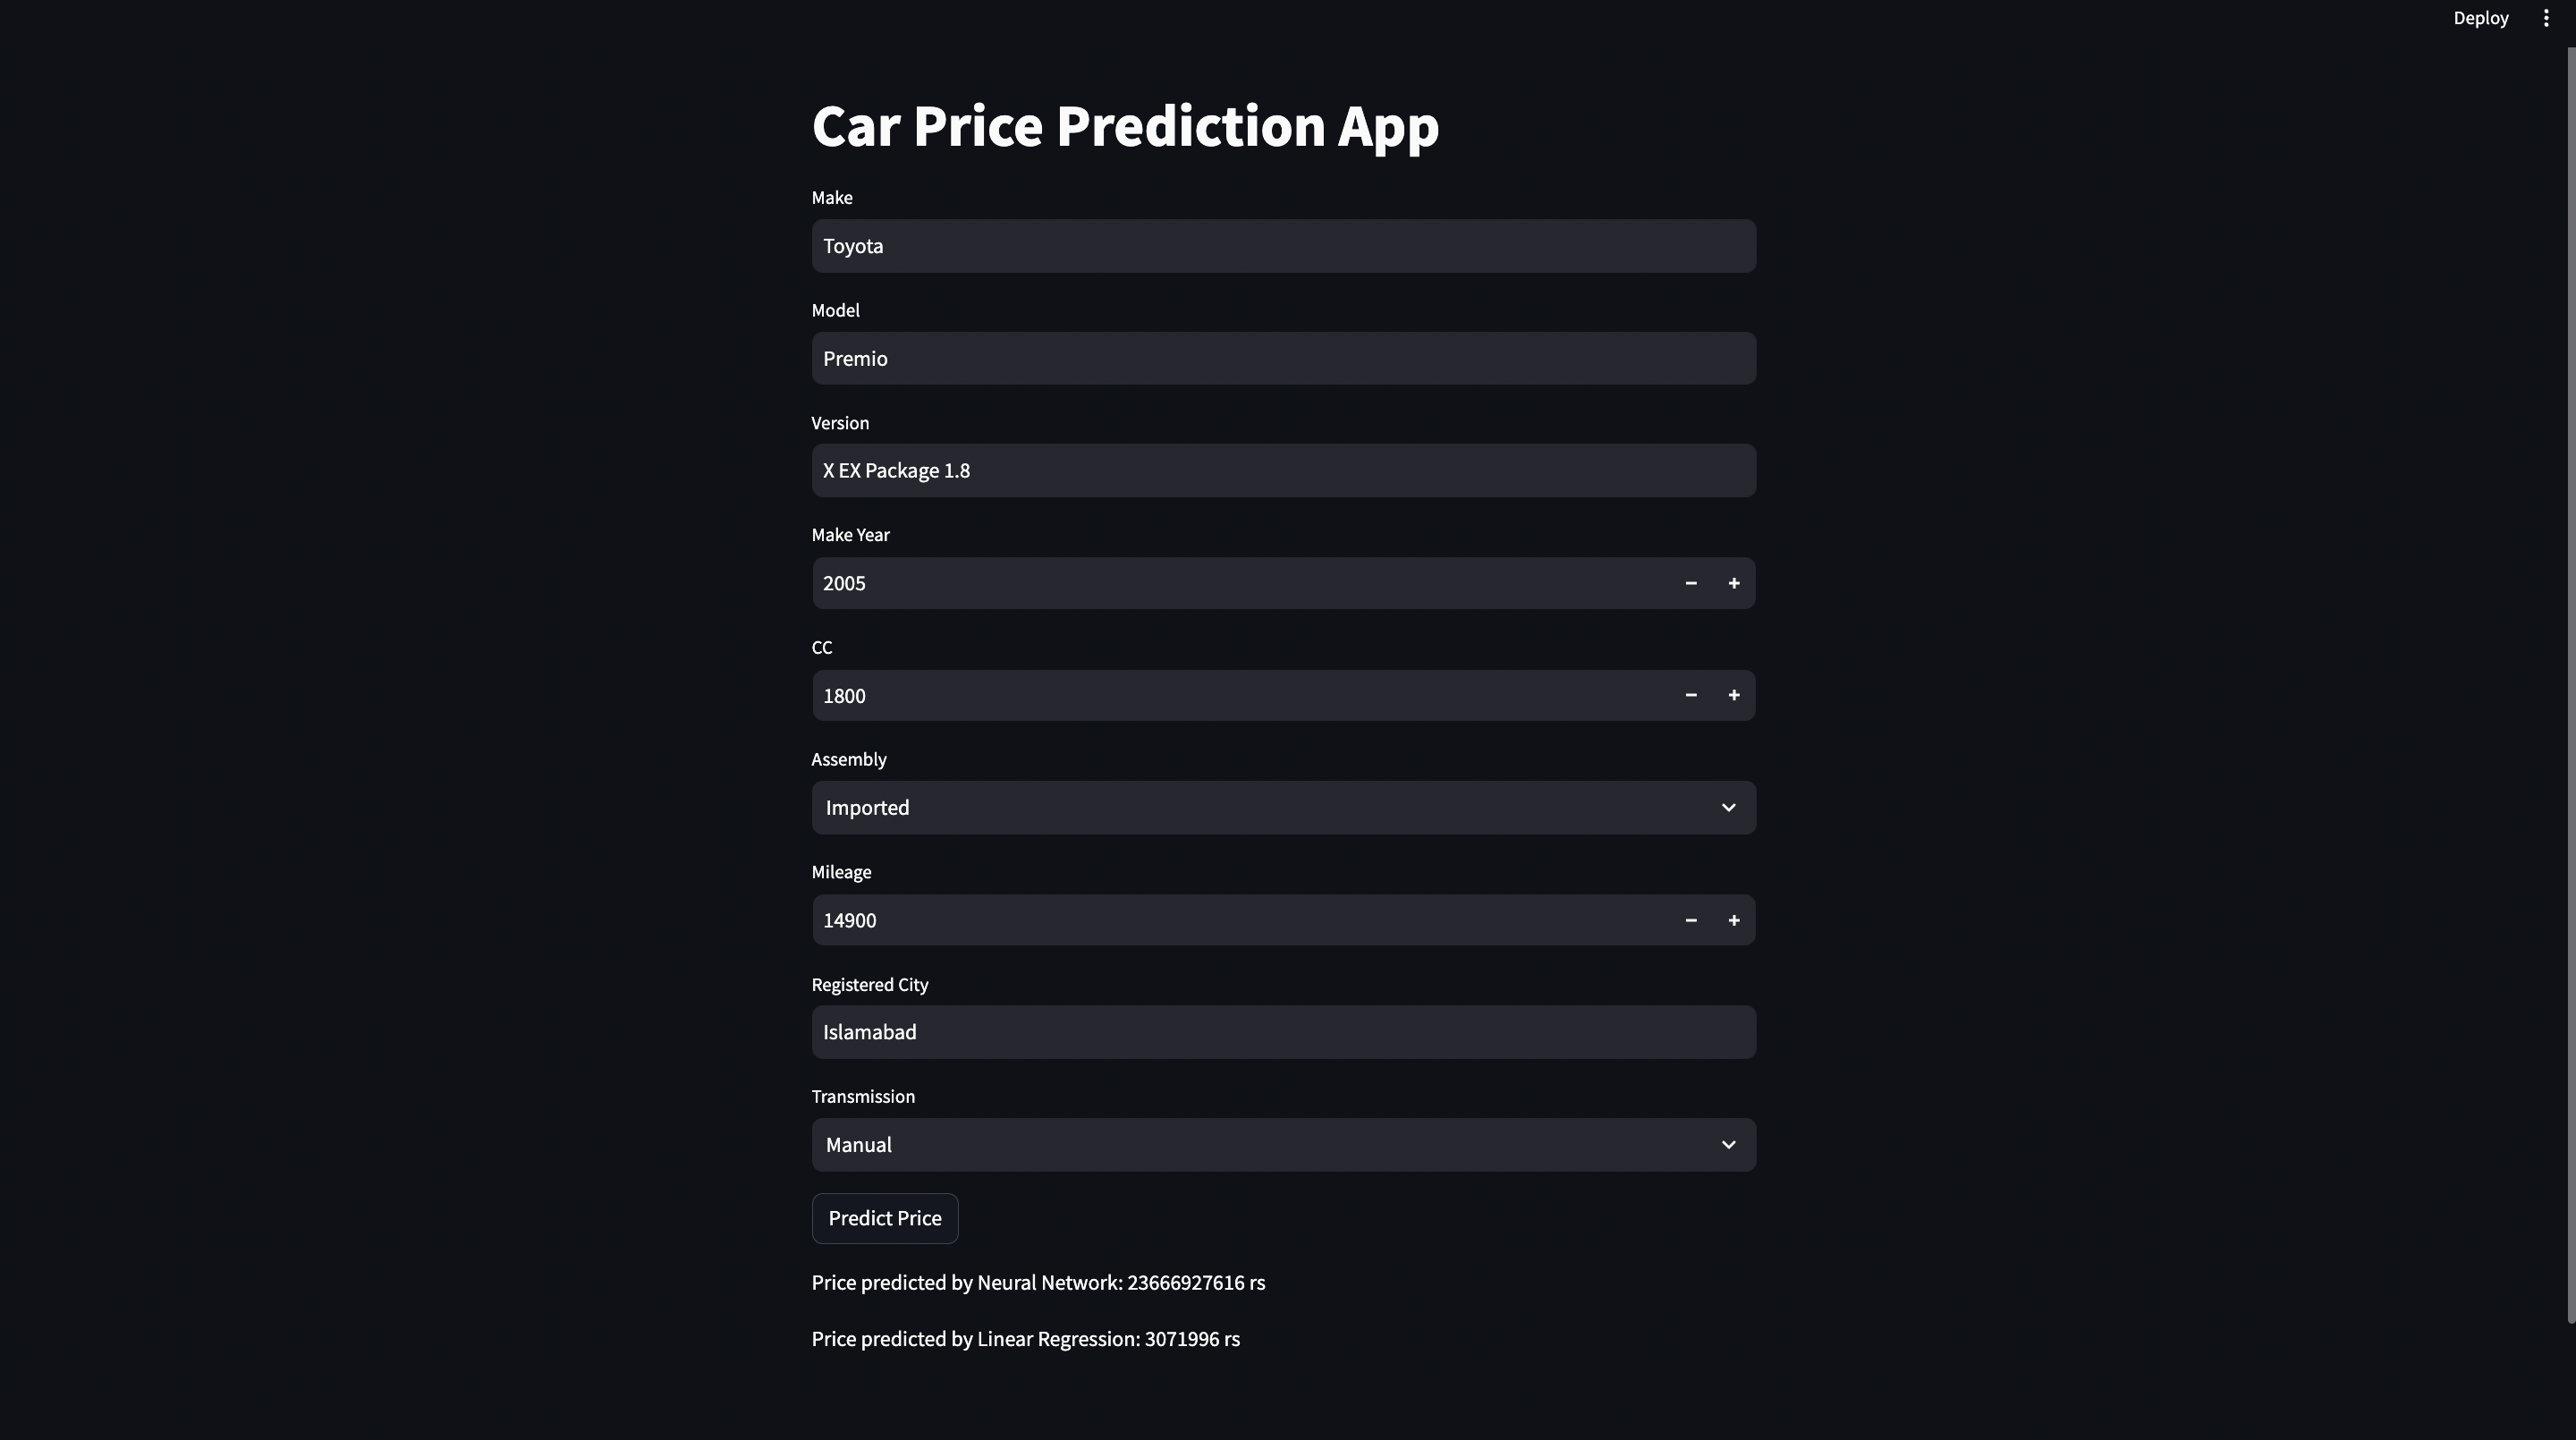 Deploy
Car Price Prediction App
Make
Toyota
Model
Premio
Version
X EX Package 1.8
Make Year
2005
CC
1800
Assembly
Imported
Mileage
14900
Registered City
Islamabad
Transmission
Manual
Predict Price
Price predicted by Neural Network: 23666927616 rs
Price predicted by Linear Regression: 3071996 rs